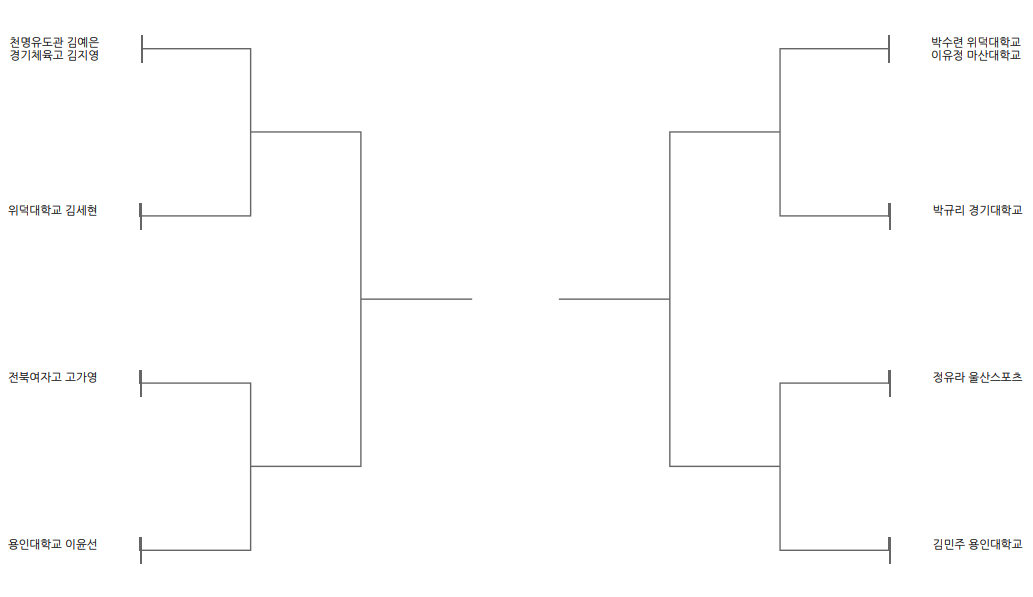 천명유도관 김예은
경기체육고 김지영
위덕대학교 김세현
전북여자고 고가영
용인대학교 이윤선
박수련 위덕대학교
이유정 마산대학교
박규리 경기대학교
정유라 울산스포츠
김민주 용인대학교